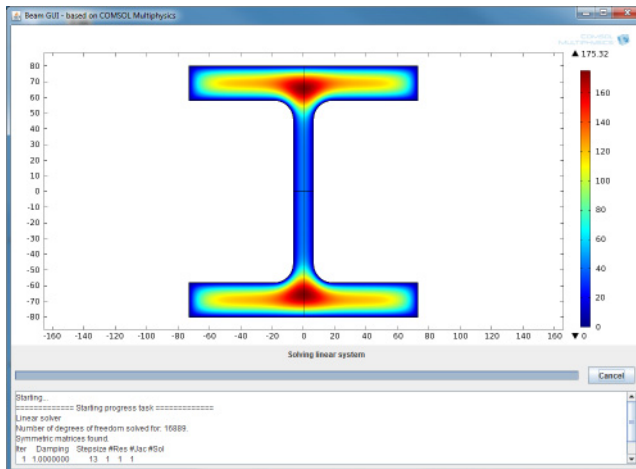 Beam GUI - based on COMSOL Multiphysics
COMSOL
MULTIPHYSICS
▲ 175.32
80
70
60
50
40
30
20
10
0
-10
-20
-30
-40
-50
-60
-70
-80
-160 -140 -120 -100 -80 -60 -40 -20 0 20 40 60 80 100 120 140 160
160
140
120
100
80
60
40
20
0
▼ 0
Solving linear system
Cancel
Starting...
============= Starting progress task =============
Linear solver
Number of degrees of freedom solved for: 16889.
Symmetric matrices found.
Iter Damping Stepsize #Res #Jac #Sol
1 1.0000000 13 1 1 1